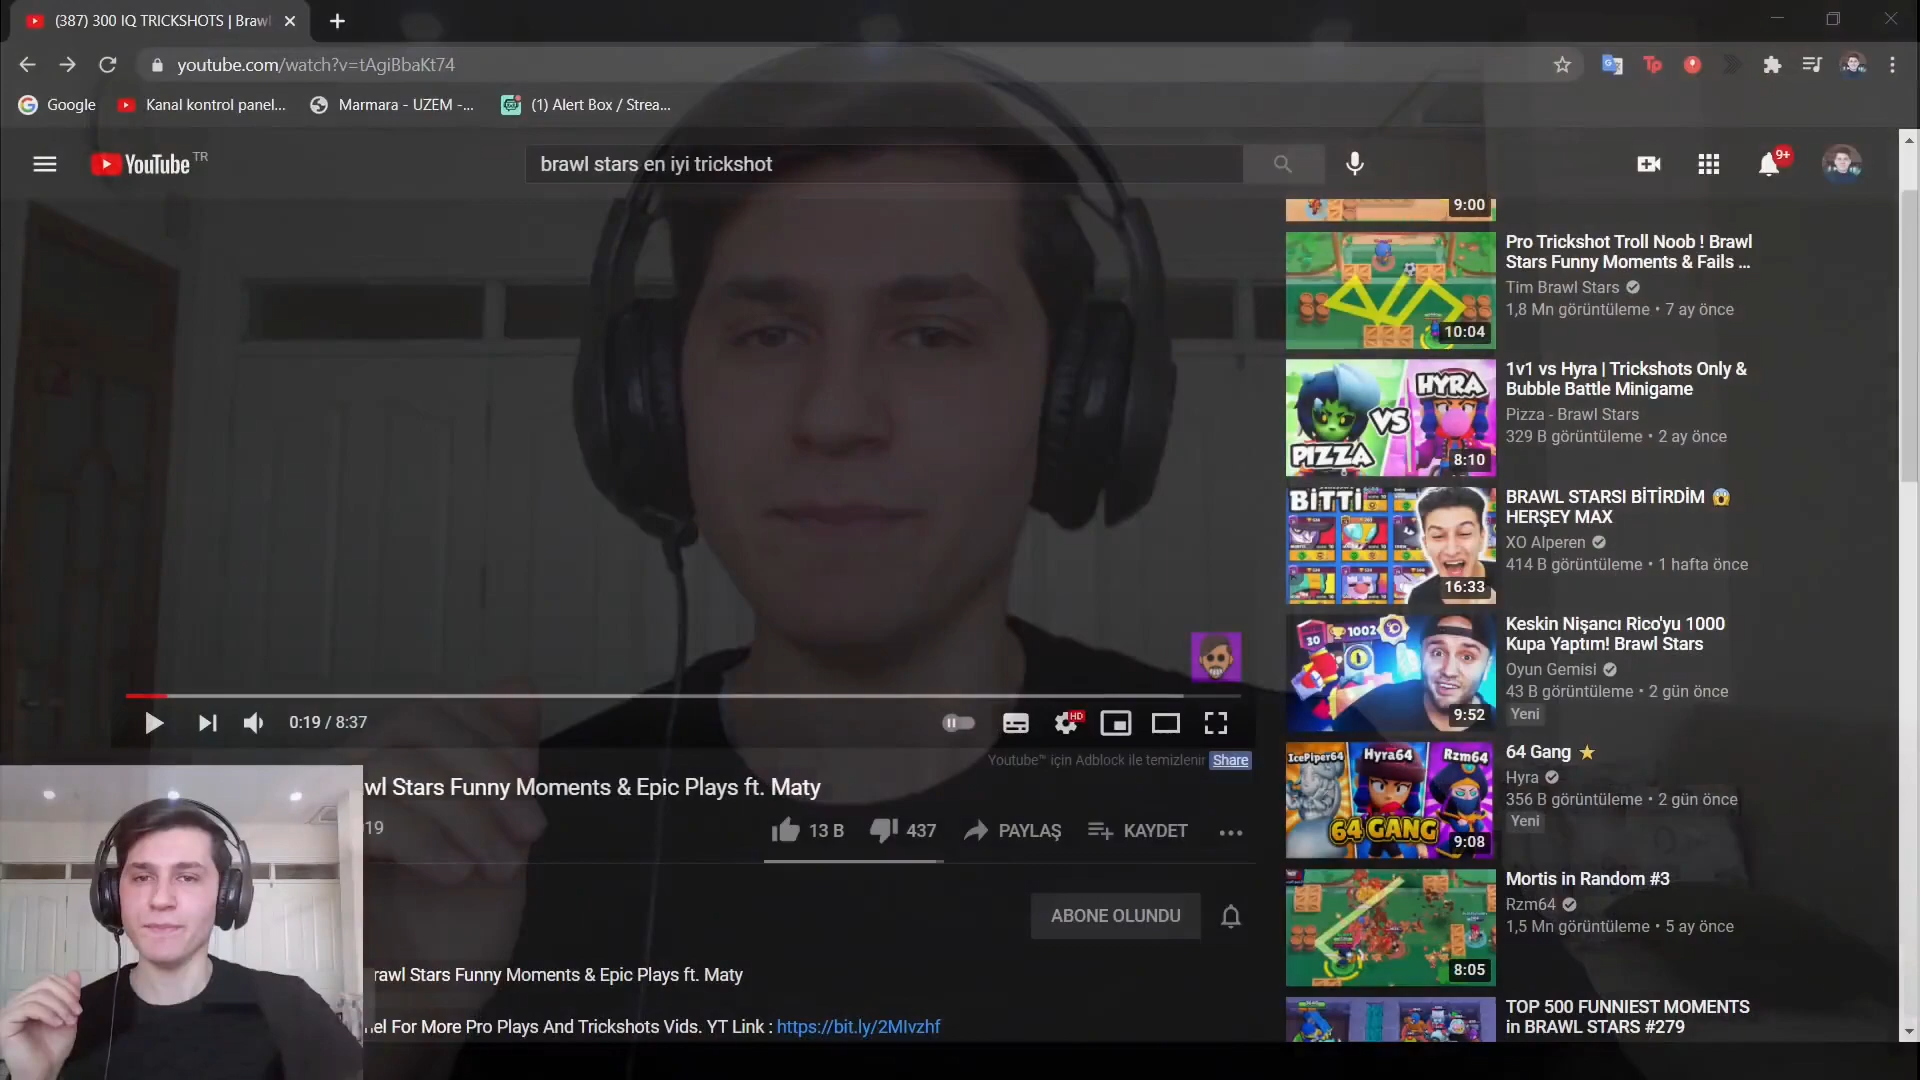 (387) 300 IQ TRICKSHOTS | Brawl
youtube.com/watch?v=tAgiBbaKt74
Google
Kanal kontrol panel...
Marmara - UZEM -...
(1) Alert Box / Strea...
YouTube TR
brawl stars en iyi trickshot
9+
9:00
Pro Trickshot Troll Noob ! Brawl
Stars Funny Moments & Fails ...
Tim Brawl Stars
1,8 Mn görüntüleme • 7 ay önce
10:04
1v1 vs Hyra | Trickshots Only &
Bubble Battle Minigame
Pizza - Brawl Stars
329 B görüntüleme • 2 ay önce
HYRA
VS
PIZZA
8:10
BRAWL STARSI BİTİRDİM 😱
HERŞEY MAX
XO Alperen
414 B görüntüleme • 1 hafta önce
BİTTİ
16:33
Keskin Nişancı Rico'yu 1000
Kupa Yaptım! Brawl Stars
Oyun Gemisi
43 B görüntüleme • 2 gün önce
Yeni
30
1002
9:52
0:19 / 8:37
HD
Youtube™ için Adblock ile temizlenir Share
64 Gang ⭐
Hyra
356 B görüntüleme • 2 gün önce
Yeni
IcePiper64
Hyra64
Rzm64
64 GANG
9:08
wl Stars Funny Moments & Epic Plays ft. Maty
19
13 B
437
PAYLAŞ
KAYDET
ABONE OLUNDU
Mortis in Random #3
Rzm64
1,5 Mn görüntüleme • 5 ay önce
8:05
rawl Stars Funny Moments & Epic Plays ft. Maty
nel For More Pro Plays And Trickshots Vids. YT Link : https://bit.ly/2MIvzhf
TOP 500 FUNNIEST MOMENTS
in BRAWL STARS #279